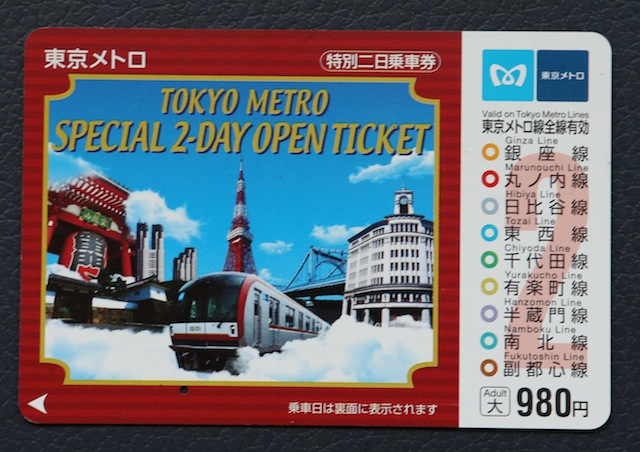 東京メトロ
特別二日乗車券
TOKYO METRO
SPECIAL 2-DAY OPEN TICKET
乗車日は裏面に表示されます
東京メトロ
Valid on Tokyo Metro Lines
東京メトロ線全線有効
Ginza Line
銀座線
Marunouchi Line
丸ノ内線
Hibiya Line
日比谷線
Tozai Line
東西線
Chiyoda Line
千代田線
Yurakucho Line
有楽町線
Hanzomon Line
半蔵門線
Namboku Line
南北線
Fukutoshin Line
副都心線
Adult
大
980円